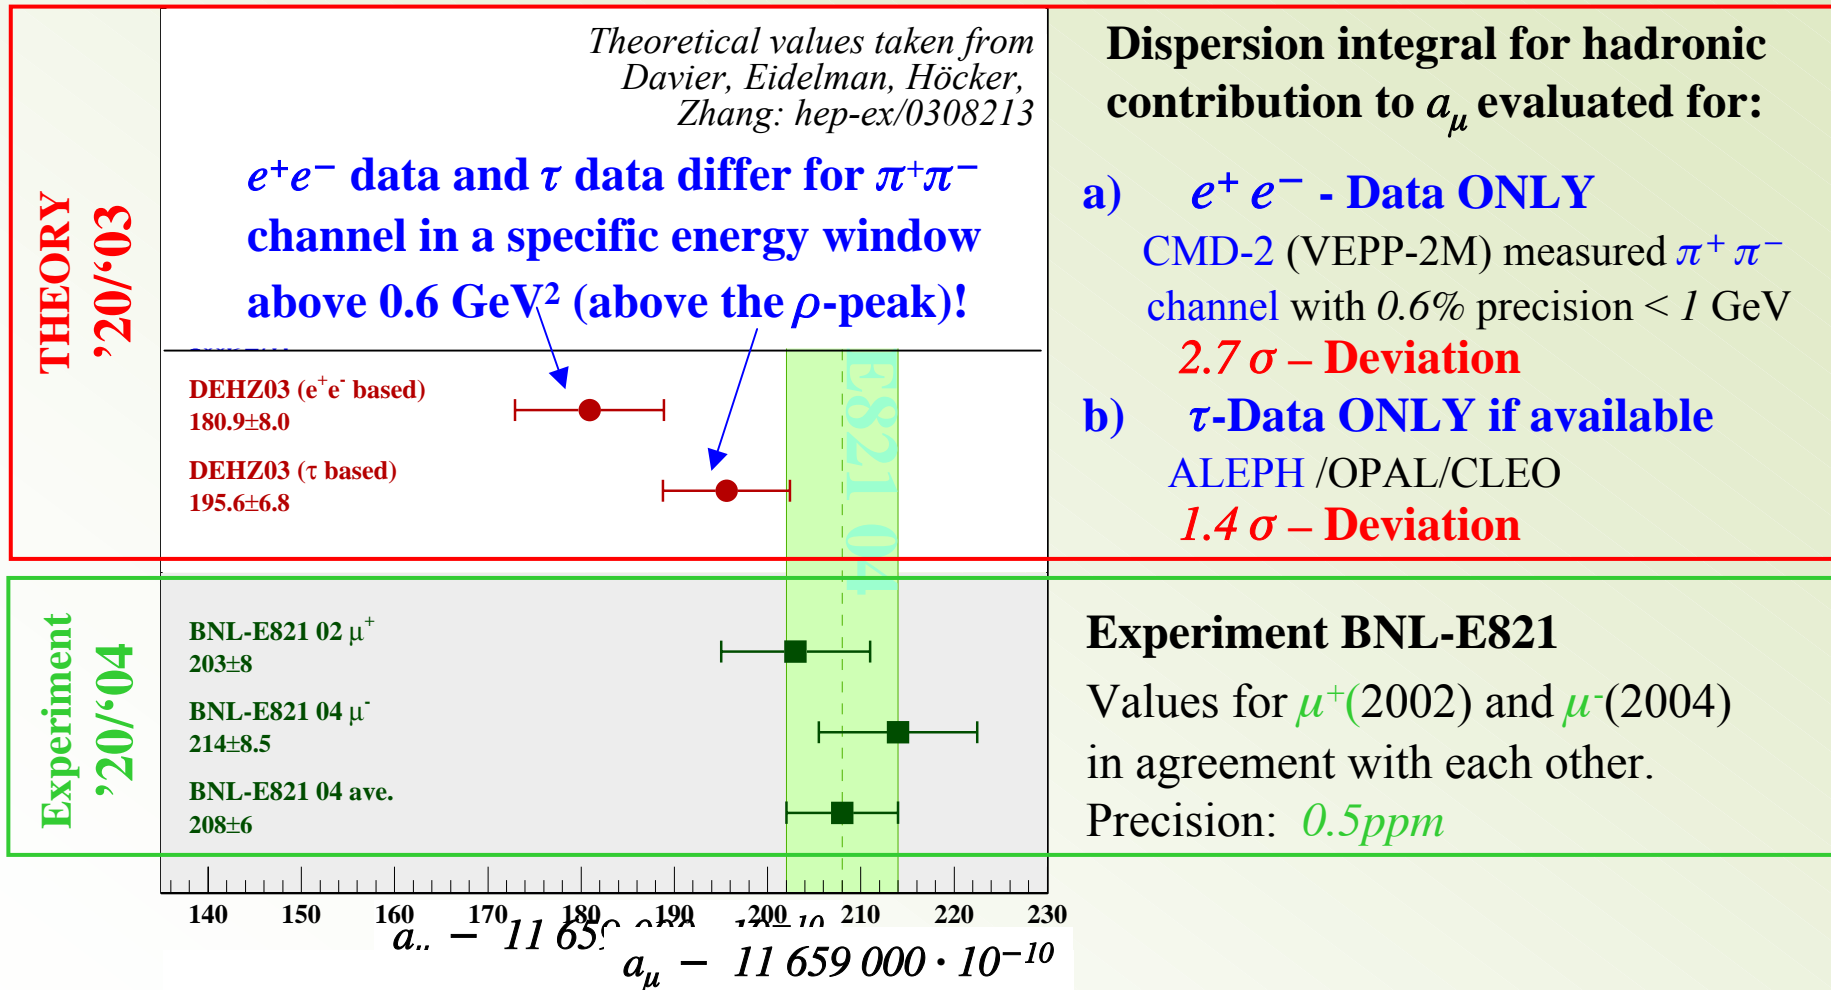 THEORY
’20/‘03
Theoretical values taken from
Davier, Eidelman, Höcker,
Zhang: hep-ex/0308213
e⁺e⁻ data and τ data differ for π⁺π⁻
channel in a specific energy window
above 0.6 GeV² (above the ρ-peak)!
DEHZ03 (e⁺e⁻ based)
180.9±8.0
DEHZ03 (τ based)
195.6±6.8
E821 04
Dispersion integral for hadronic
contribution to aμ evaluated for:
a) e⁺ e⁻ - Data ONLY
CMD-2 (VEPP-2M) measured π⁺ π⁻
channel with 0.6% precision < 1 GeV
2.7 σ – Deviation
b) τ-Data ONLY if available
ALEPH /OPAL/CLEO
1.4 σ – Deviation
Experiment
’20/‘04
BNL-E821 02 μ⁺
203±8
BNL-E821 04 μ⁻
214±8.5
BNL-E821 04 ave.
208±6
Experiment BNL-E821
Values for μ⁺(2002) and μ⁻(2004)
in agreement with each other.
Precision: 0.5ppm
140 150 160 170 180 190 200 210 220 230
a – 11 659 10⁻¹⁰
aμ – 11 659 000 · 10⁻¹⁰